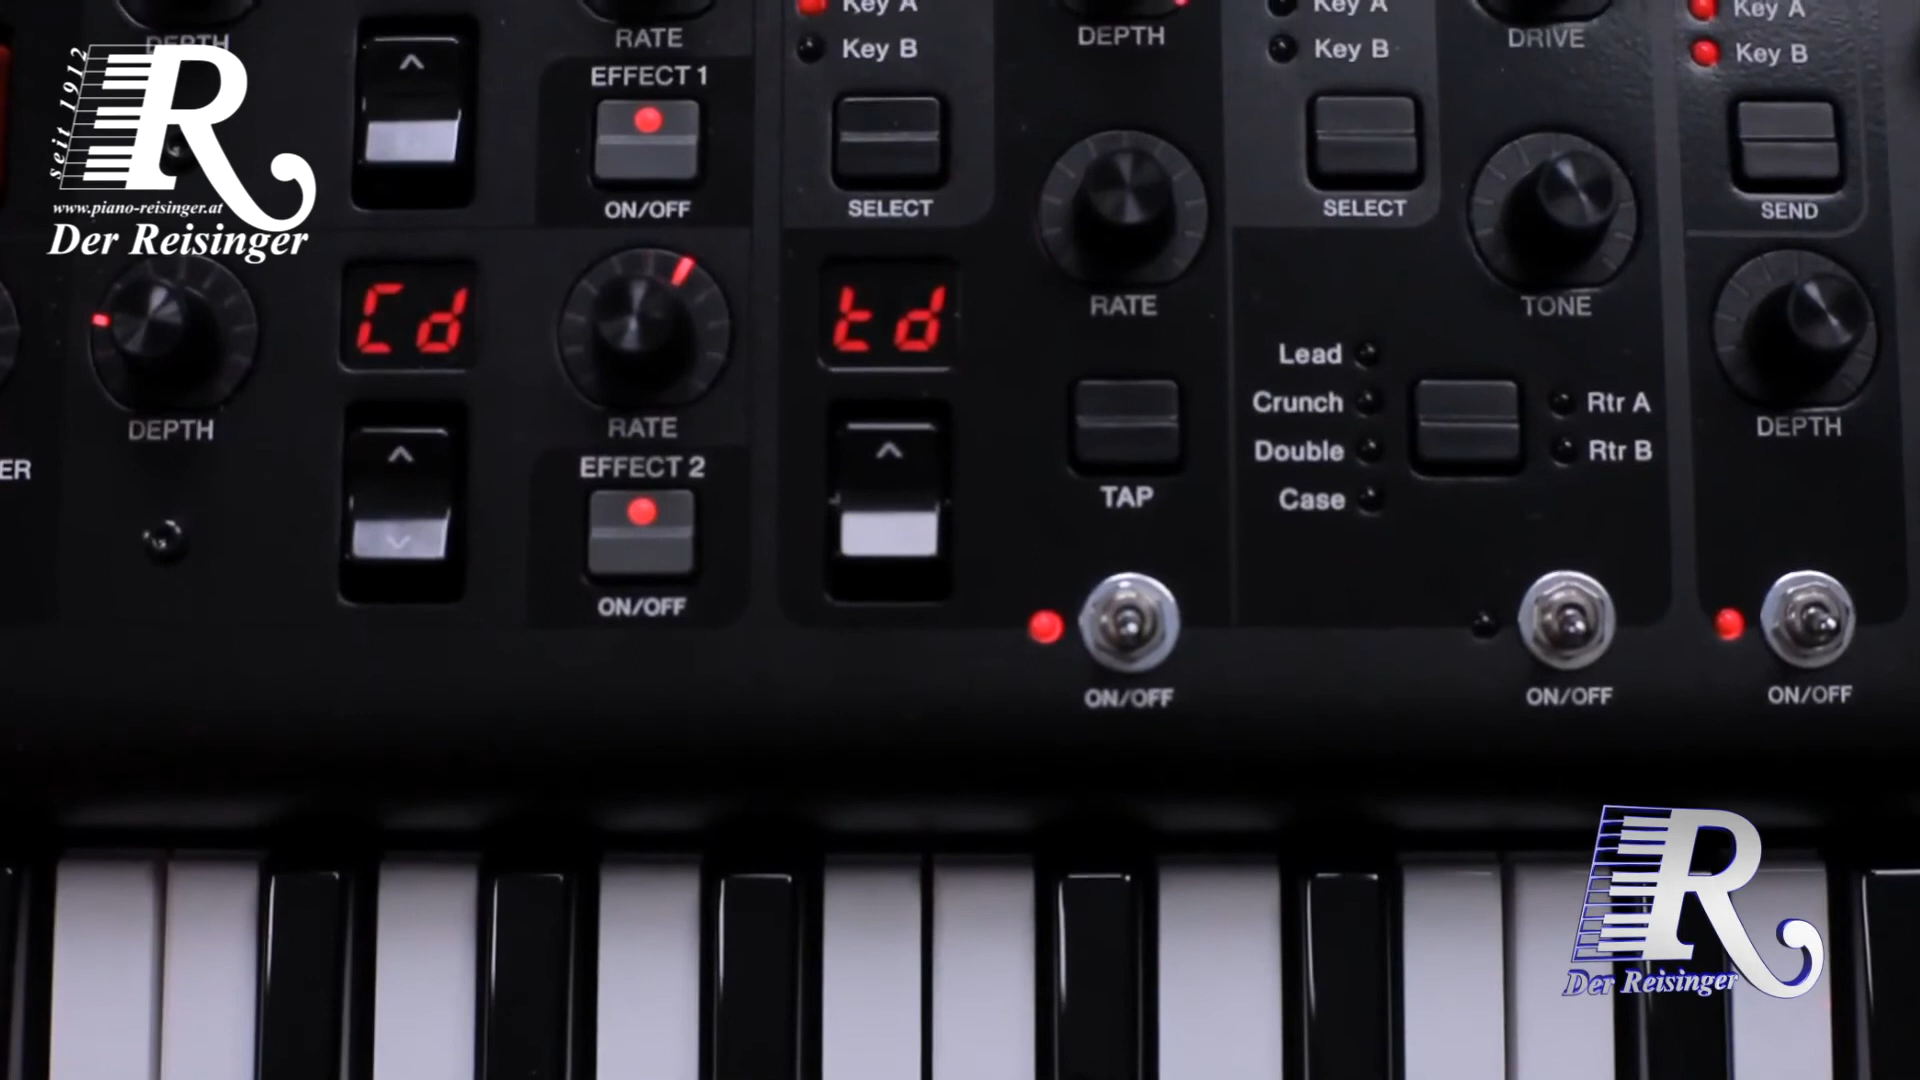 DEPTH
RATE
Key A
DEPTH
Key A
DRIVE
Key A
Key B
Key B
Key B
EFFECT 1
seit 1912
R
www.piano-reisinger.at
Der Reisinger
ON/OFF
SELECT
SELECT
SEND
Cd
td
RATE
TONE
Lead
Crunch
Double
Case
Rtr A
Rtr B
DEPTH
RATE
DEPTH
ER
EFFECT 2
TAP
ON/OFF
ON/OFF
ON/OFF
ON/OFF
R
Der Reisinger